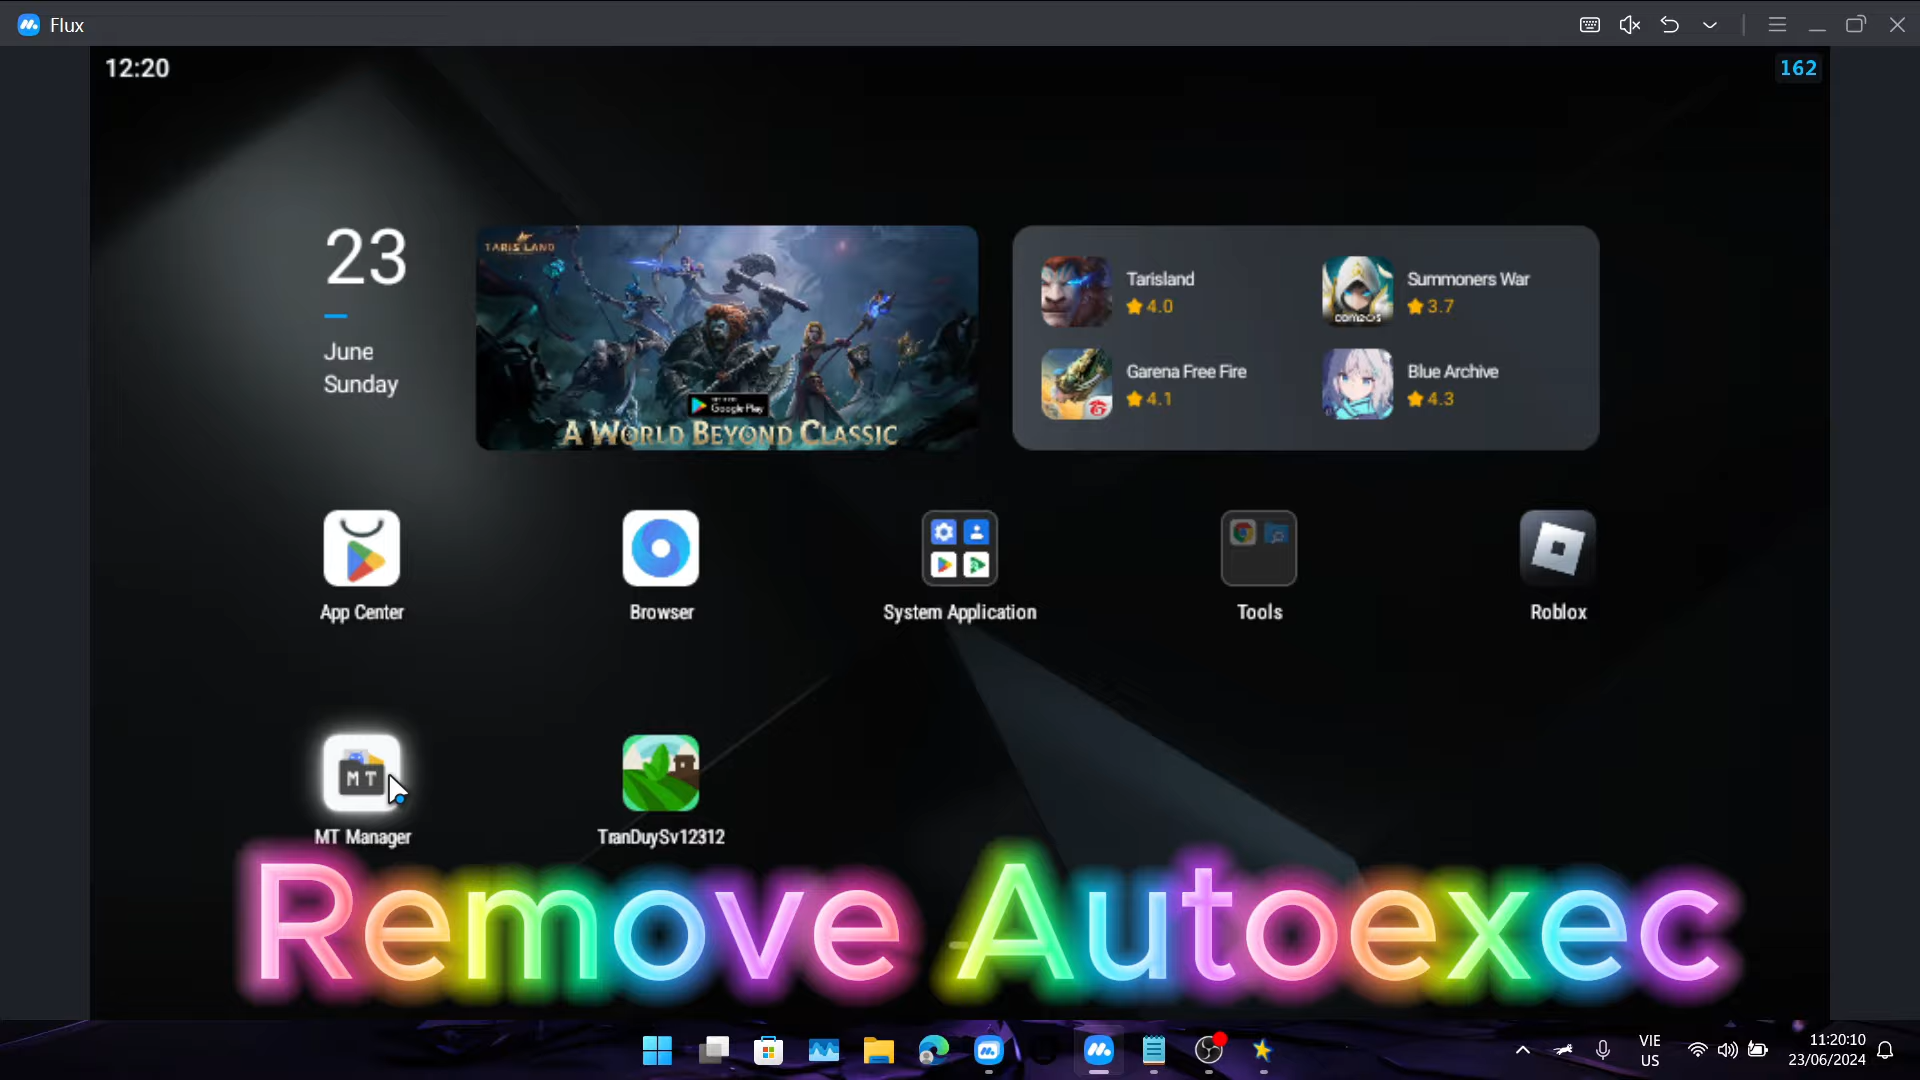 Flux
12:20
162
23
June
Sunday
TARISLAND
Google Play
A WORLD BEYOND CLASSIC
Tarisland
4.0
Summoners War
3.7
COM2US
Garena Free Fire
4.1
Blue Archive
4.3
App Center
Browser
System Application
Tools
Roblox
MT
MT Manager
TranDuySv12312
Remove Autoexec
VIE
US
11:20:10
23/06/2024